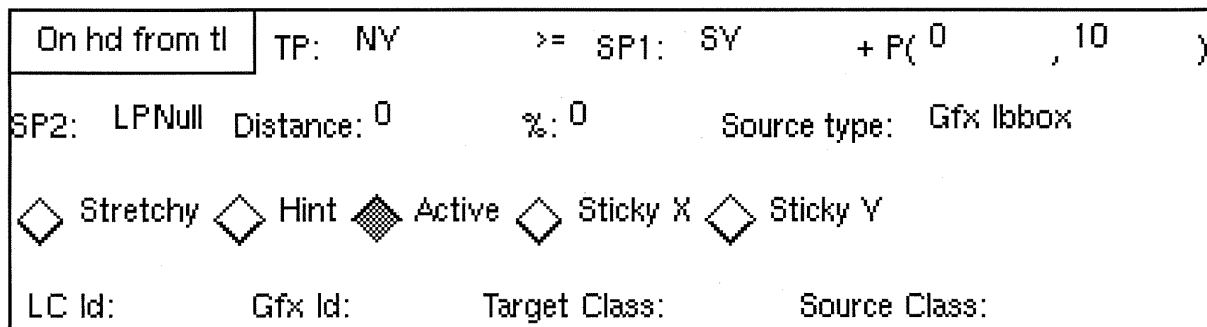 On hd from tl TP: NY >= SP1: SY + P( 0 , 10 )
SP2: LPNull Distance: 0 %: 0 Source type: Gfx lbbox
Stretchy Hint Active Sticky X Sticky Y
LC Id: Gfx Id: Target Class: Source Class: